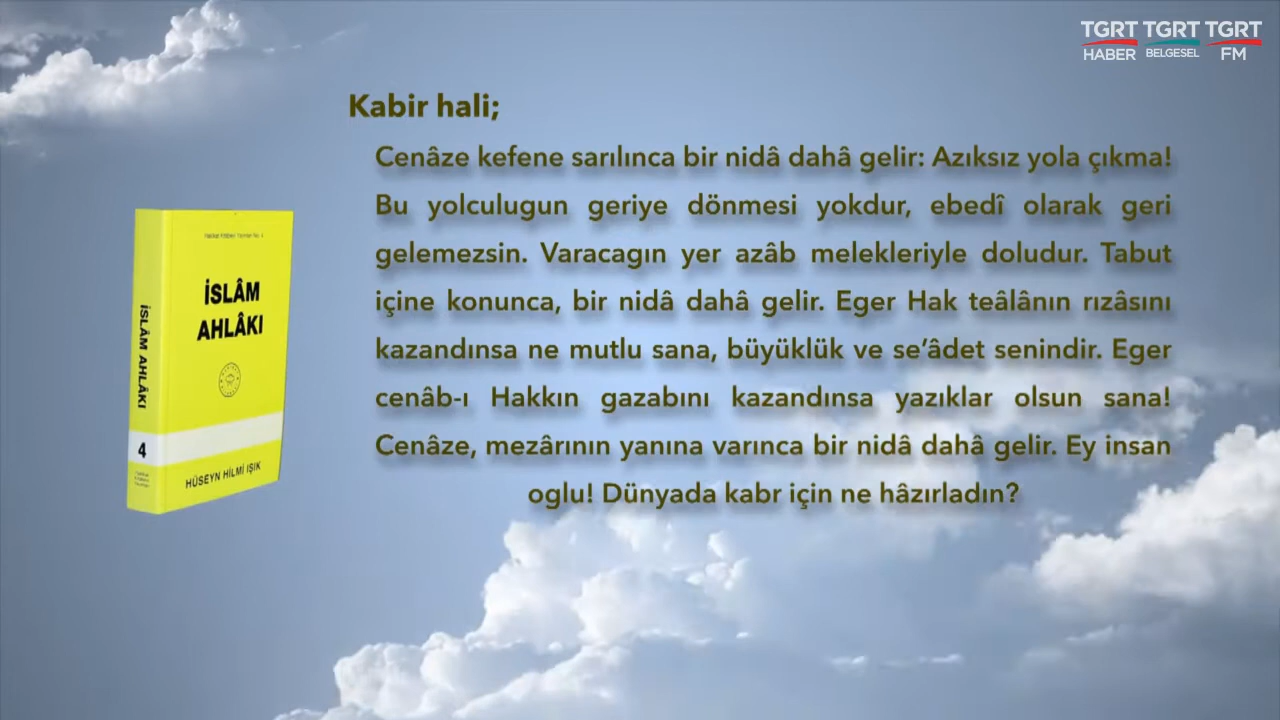 TGRT TGRT TGRT
HABER BELGESEL FM
Kabir hali;
Cenâze kefene sarılınca bir nidâ dahâ gelir: Azıksız yola çıkma!
Bu yolculugun geriye dönmesi yokdur, ebedî olarak geri
gelemezsin. Varacagın yer azâb melekleriyle doludur. Tabut
içine konunca, bir nidâ dahâ gelir. Eger Hak teâlânın rızâsını
kazandınsa ne mutlu sana, büyüklük ve se’âdet senindir. Eger
cenâb-ı Hakkın gazabını kazandınsa yazıklar olsun sana!
Cenâze, mezârının yanına varınca bir nidâ dahâ gelir. Ey insan
oglu! Dünyada kabr için ne hâzırladın?
İSLÂM
AHLÂKI
HÜSEYN HİLMİ IŞIK
İSLÂM AHLÂKI
4